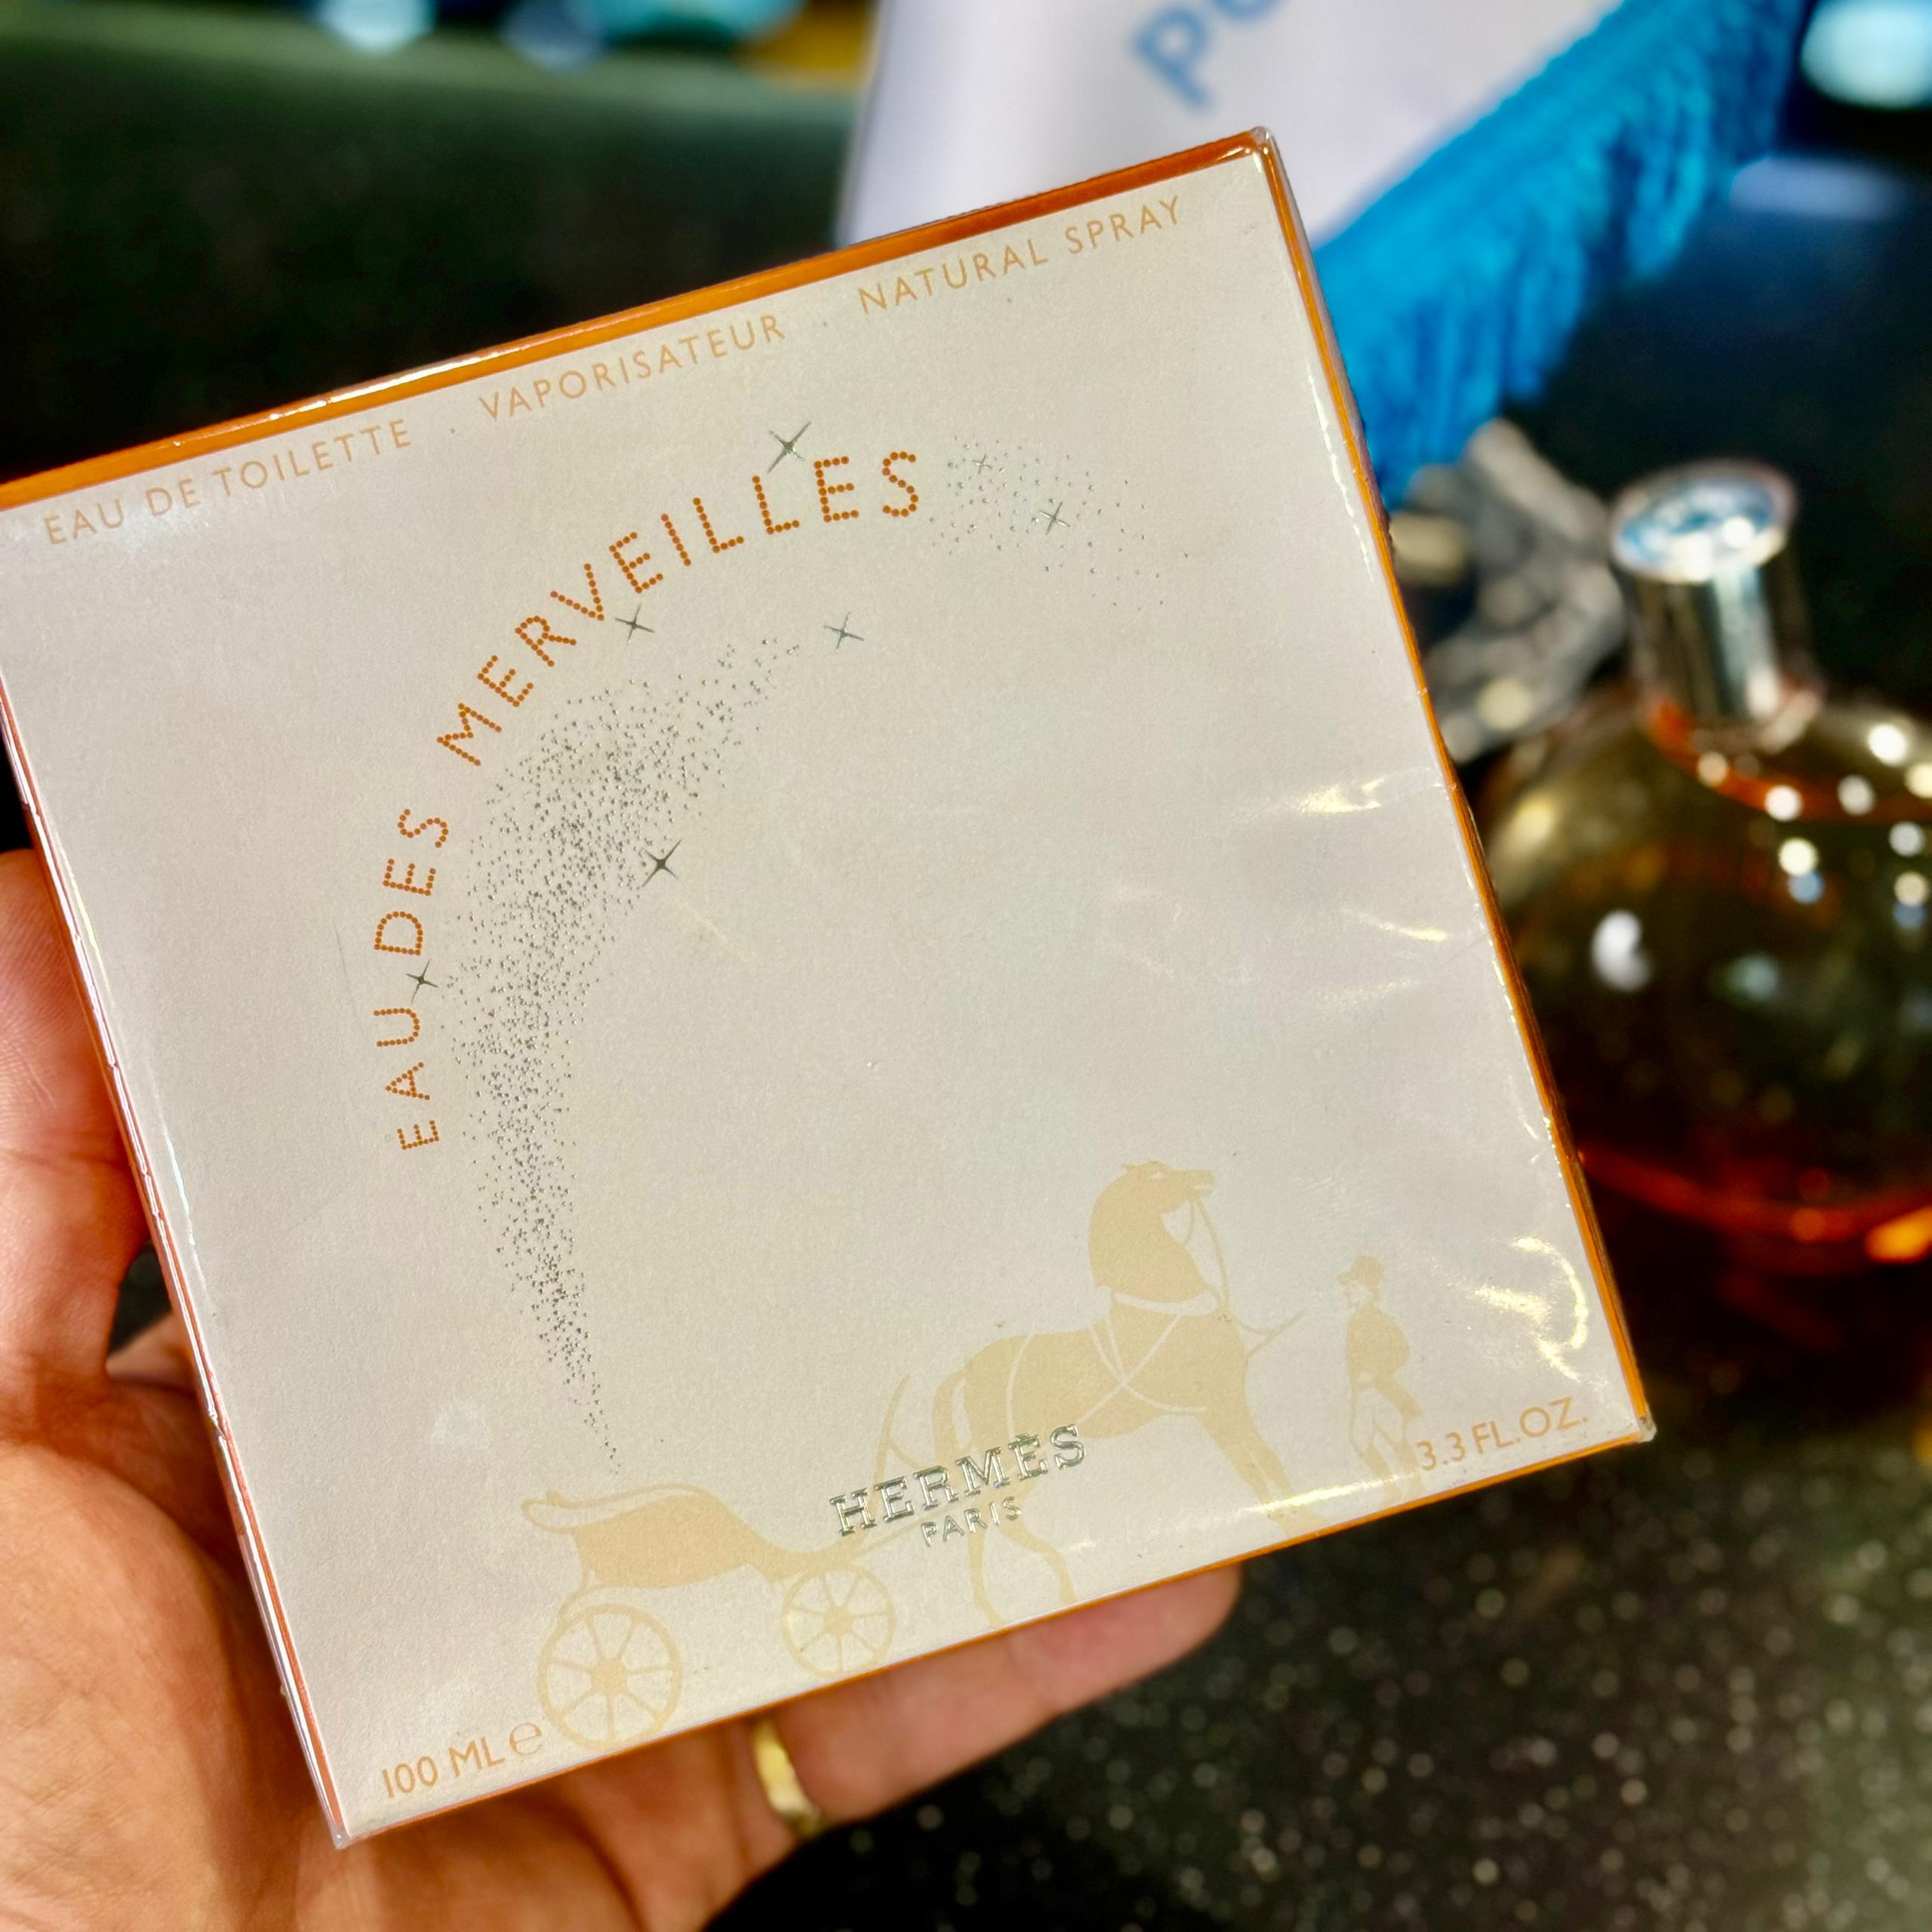 EAU DE TOILETTE . VAPORISATEUR . NATURAL SPRAY
EAU DES MERVEILLES
HERMÈS
PARIS
100 ML e
3.3 FL.OZ.